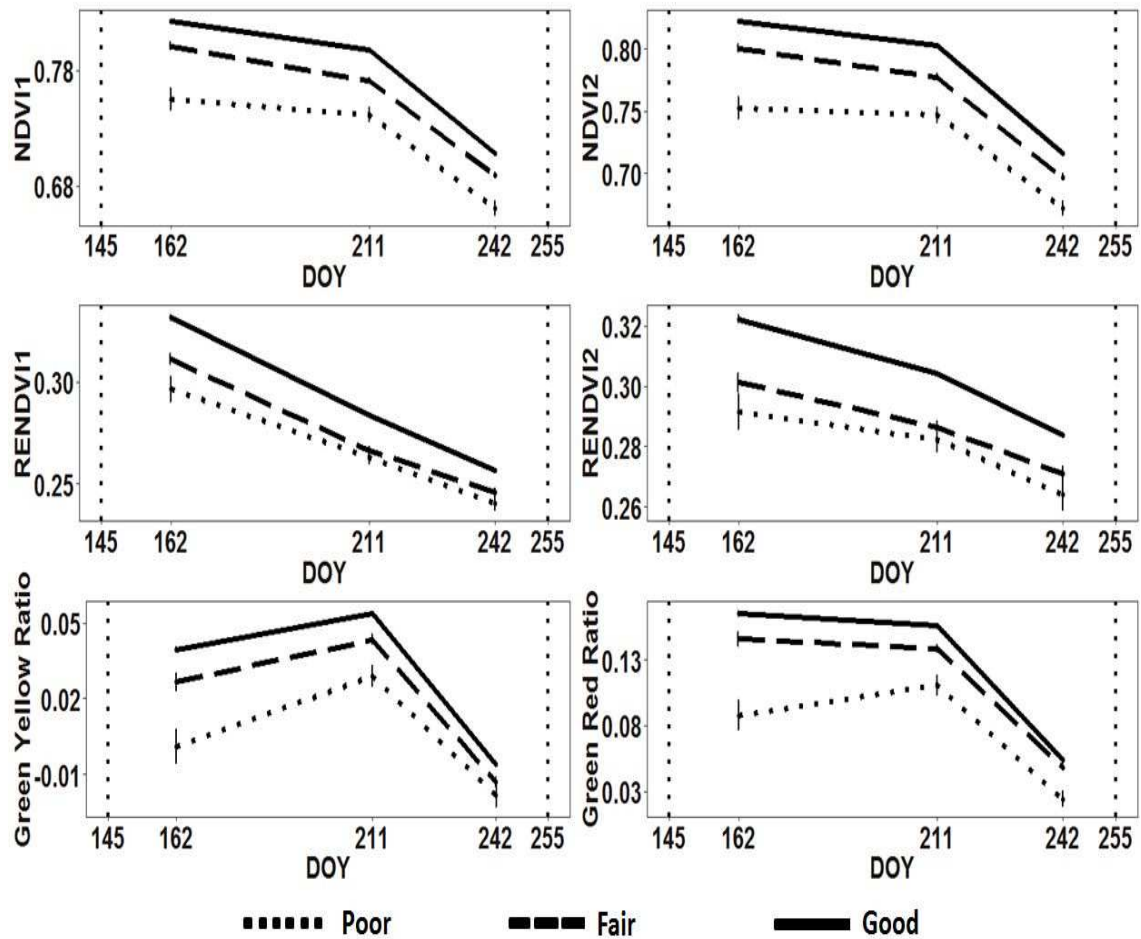 NDVI1
0.78
0.68
145 162 211 242 255
DOY
NDVI2
0.80
0.75
0.70
145 162 211 242 255
DOY
RENDVI1
0.30
0.25
145 162 211 242 255
DOY
RENDVI2
0.32
0.30
0.28
0.26
145 162 211 242 255
DOY
Green Yellow Ratio
0.05
0.02
-0.01
145 162 211 242 255
DOY
Green Red Ratio
0.13
0.08
0.03
145 162 211 242 255
DOY
Poor Fair Good